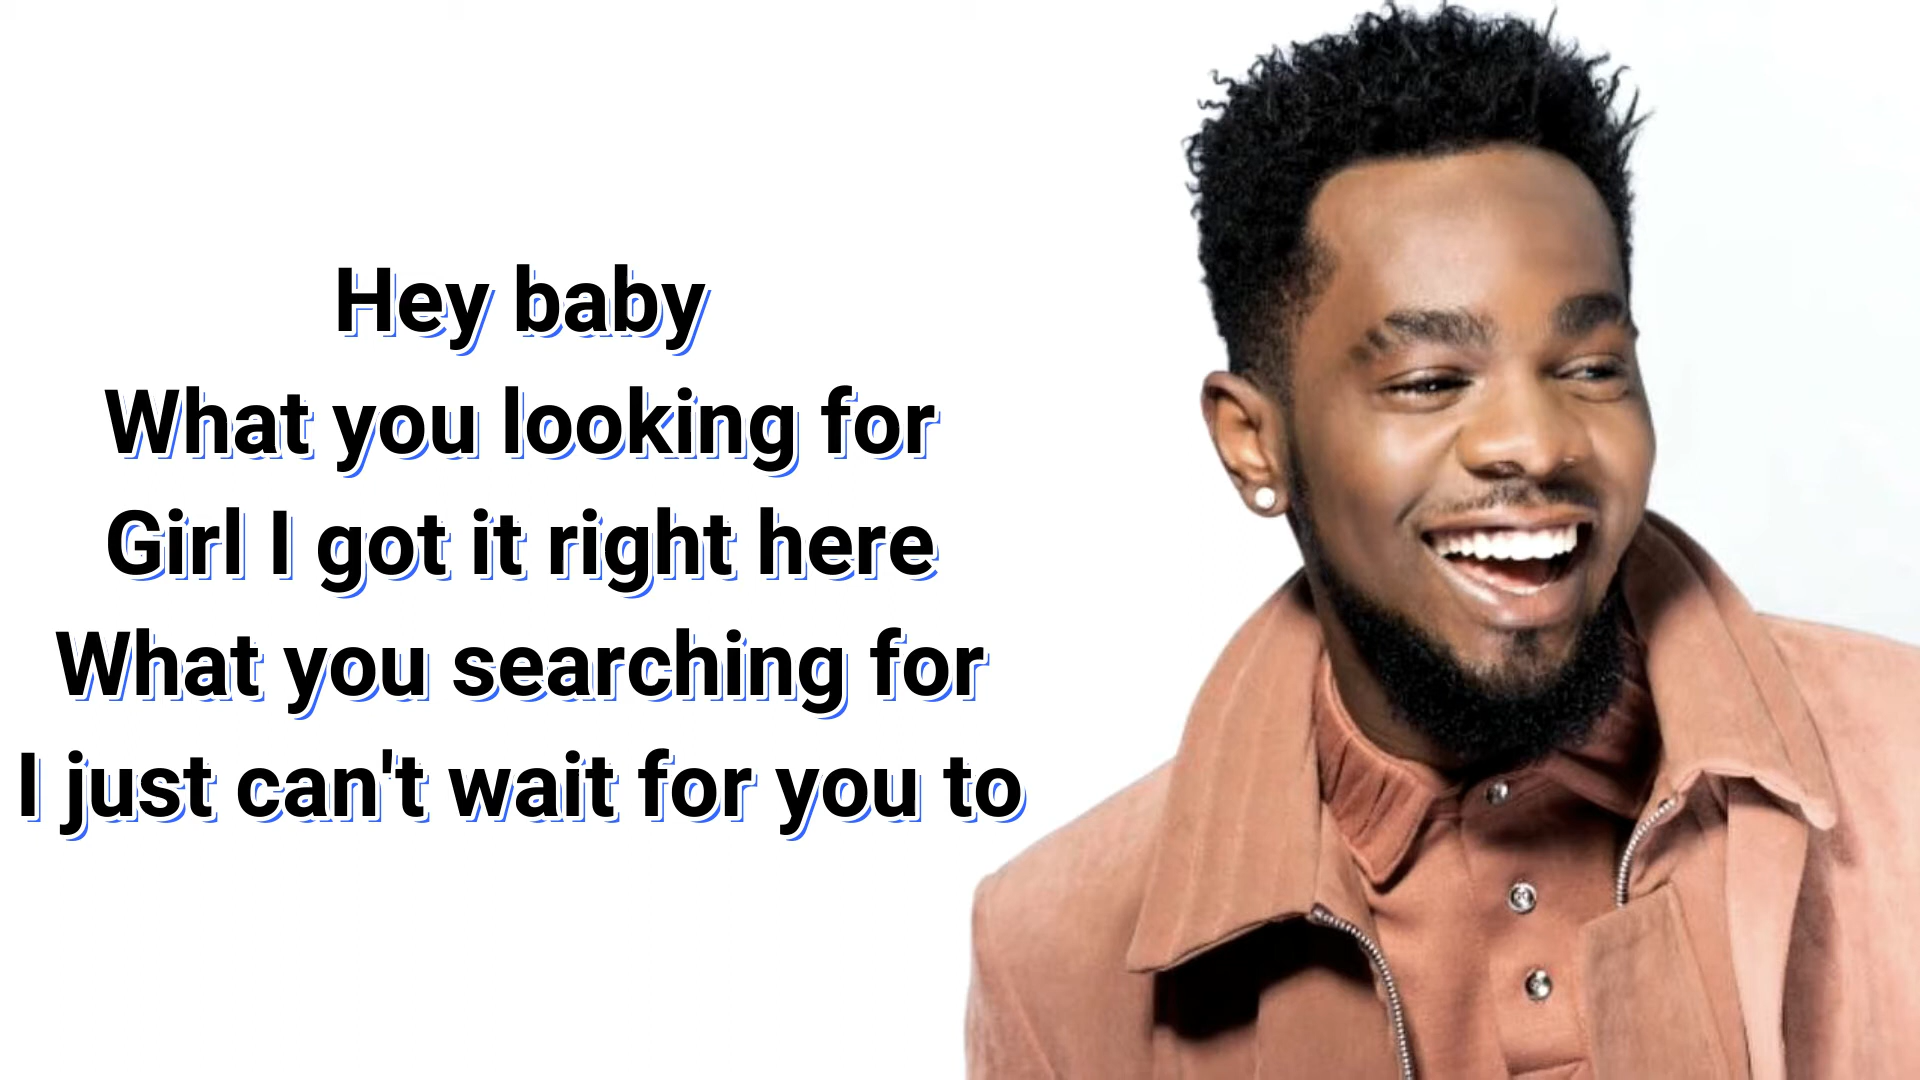 Hey baby
What you looking for
Girl I got it right here
What you searching for
I just can't wait for you to